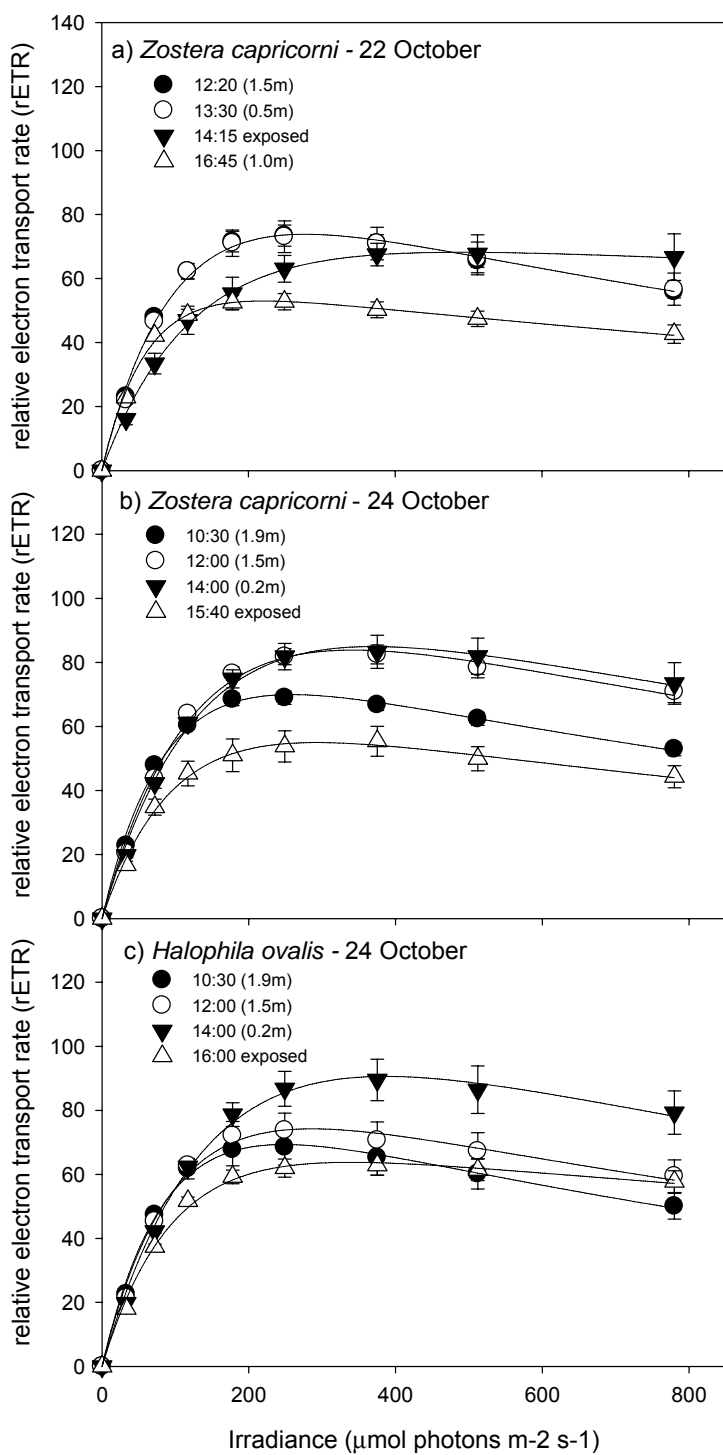 relative electron transport rate (rETR)
140
120
100
80
60
40
20
0
a) Zostera capricorni - 22 October
12:20 (1.5m)
13:30 (0.5m)
14:15 exposed
16:45 (1.0m)
relative electron transport rate (rETR)
120
100
80
60
40
20
0
b) Zostera capricorni - 24 October
10:30 (1.9m)
12:00 (1.5m)
14:00 (0.2m)
15:40 exposed
relative electron transport rate (rETR)
120
100
80
60
40
20
0
c) Halophila ovalis - 24 October
10:30 (1.9m)
12:00 (1.5m)
14:00 (0.2m)
16:00 exposed
0 200 400 600 800
Irradiance (μmol photons m-2 s-1)